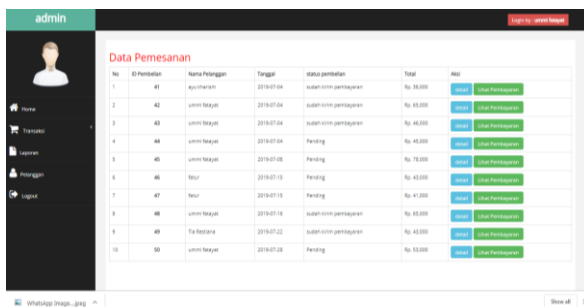 admin
Login by : ummi fatayat
Home
Transaksi
Laporan
Pelanggan
Logout
Data Pemesanan
No ID Pembelian Nama Pelanggan Tanggal status pembelian Total Aksi
1 41 ayu sharism 2019-07-04 sudah kirim pembayaran Rp. 36,000 detail Lihat Pembayaran
2 42 ummi fatayat 2019-07-04 sudah kirim pembayaran Rp. 65,000 detail Lihat Pembayaran
3 43 ummi fatayat 2019-07-04 sudah kirim pembayaran Rp. 46,000 detail Lihat Pembayaran
4 44 ummi fatayat 2019-07-04 Pending Rp. 45,000 detail Lihat Pembayaran
5 45 ummi fatayat 2019-07-08 Pending Rp. 78,000 detail Lihat Pembayaran
6 46 fatur 2019-07-15 Pending Rp. 43,000 detail Lihat Pembayaran
7 47 fatur 2019-07-15 Pending Rp. 41,000 detail Lihat Pembayaran
8 48 ummi fatayat 2019-07-18 sudah kirim pembayaran Rp. 65,000 detail Lihat Pembayaran
9 49 Tia Restiana 2019-07-22 sudah kirim pembayaran Rp. 43,000 detail Lihat Pembayaran
10 50 ummi fatayat 2019-07-28 Pending Rp. 53,000 detail Lihat Pembayaran
WhatsApp Image...jpeg
Show all